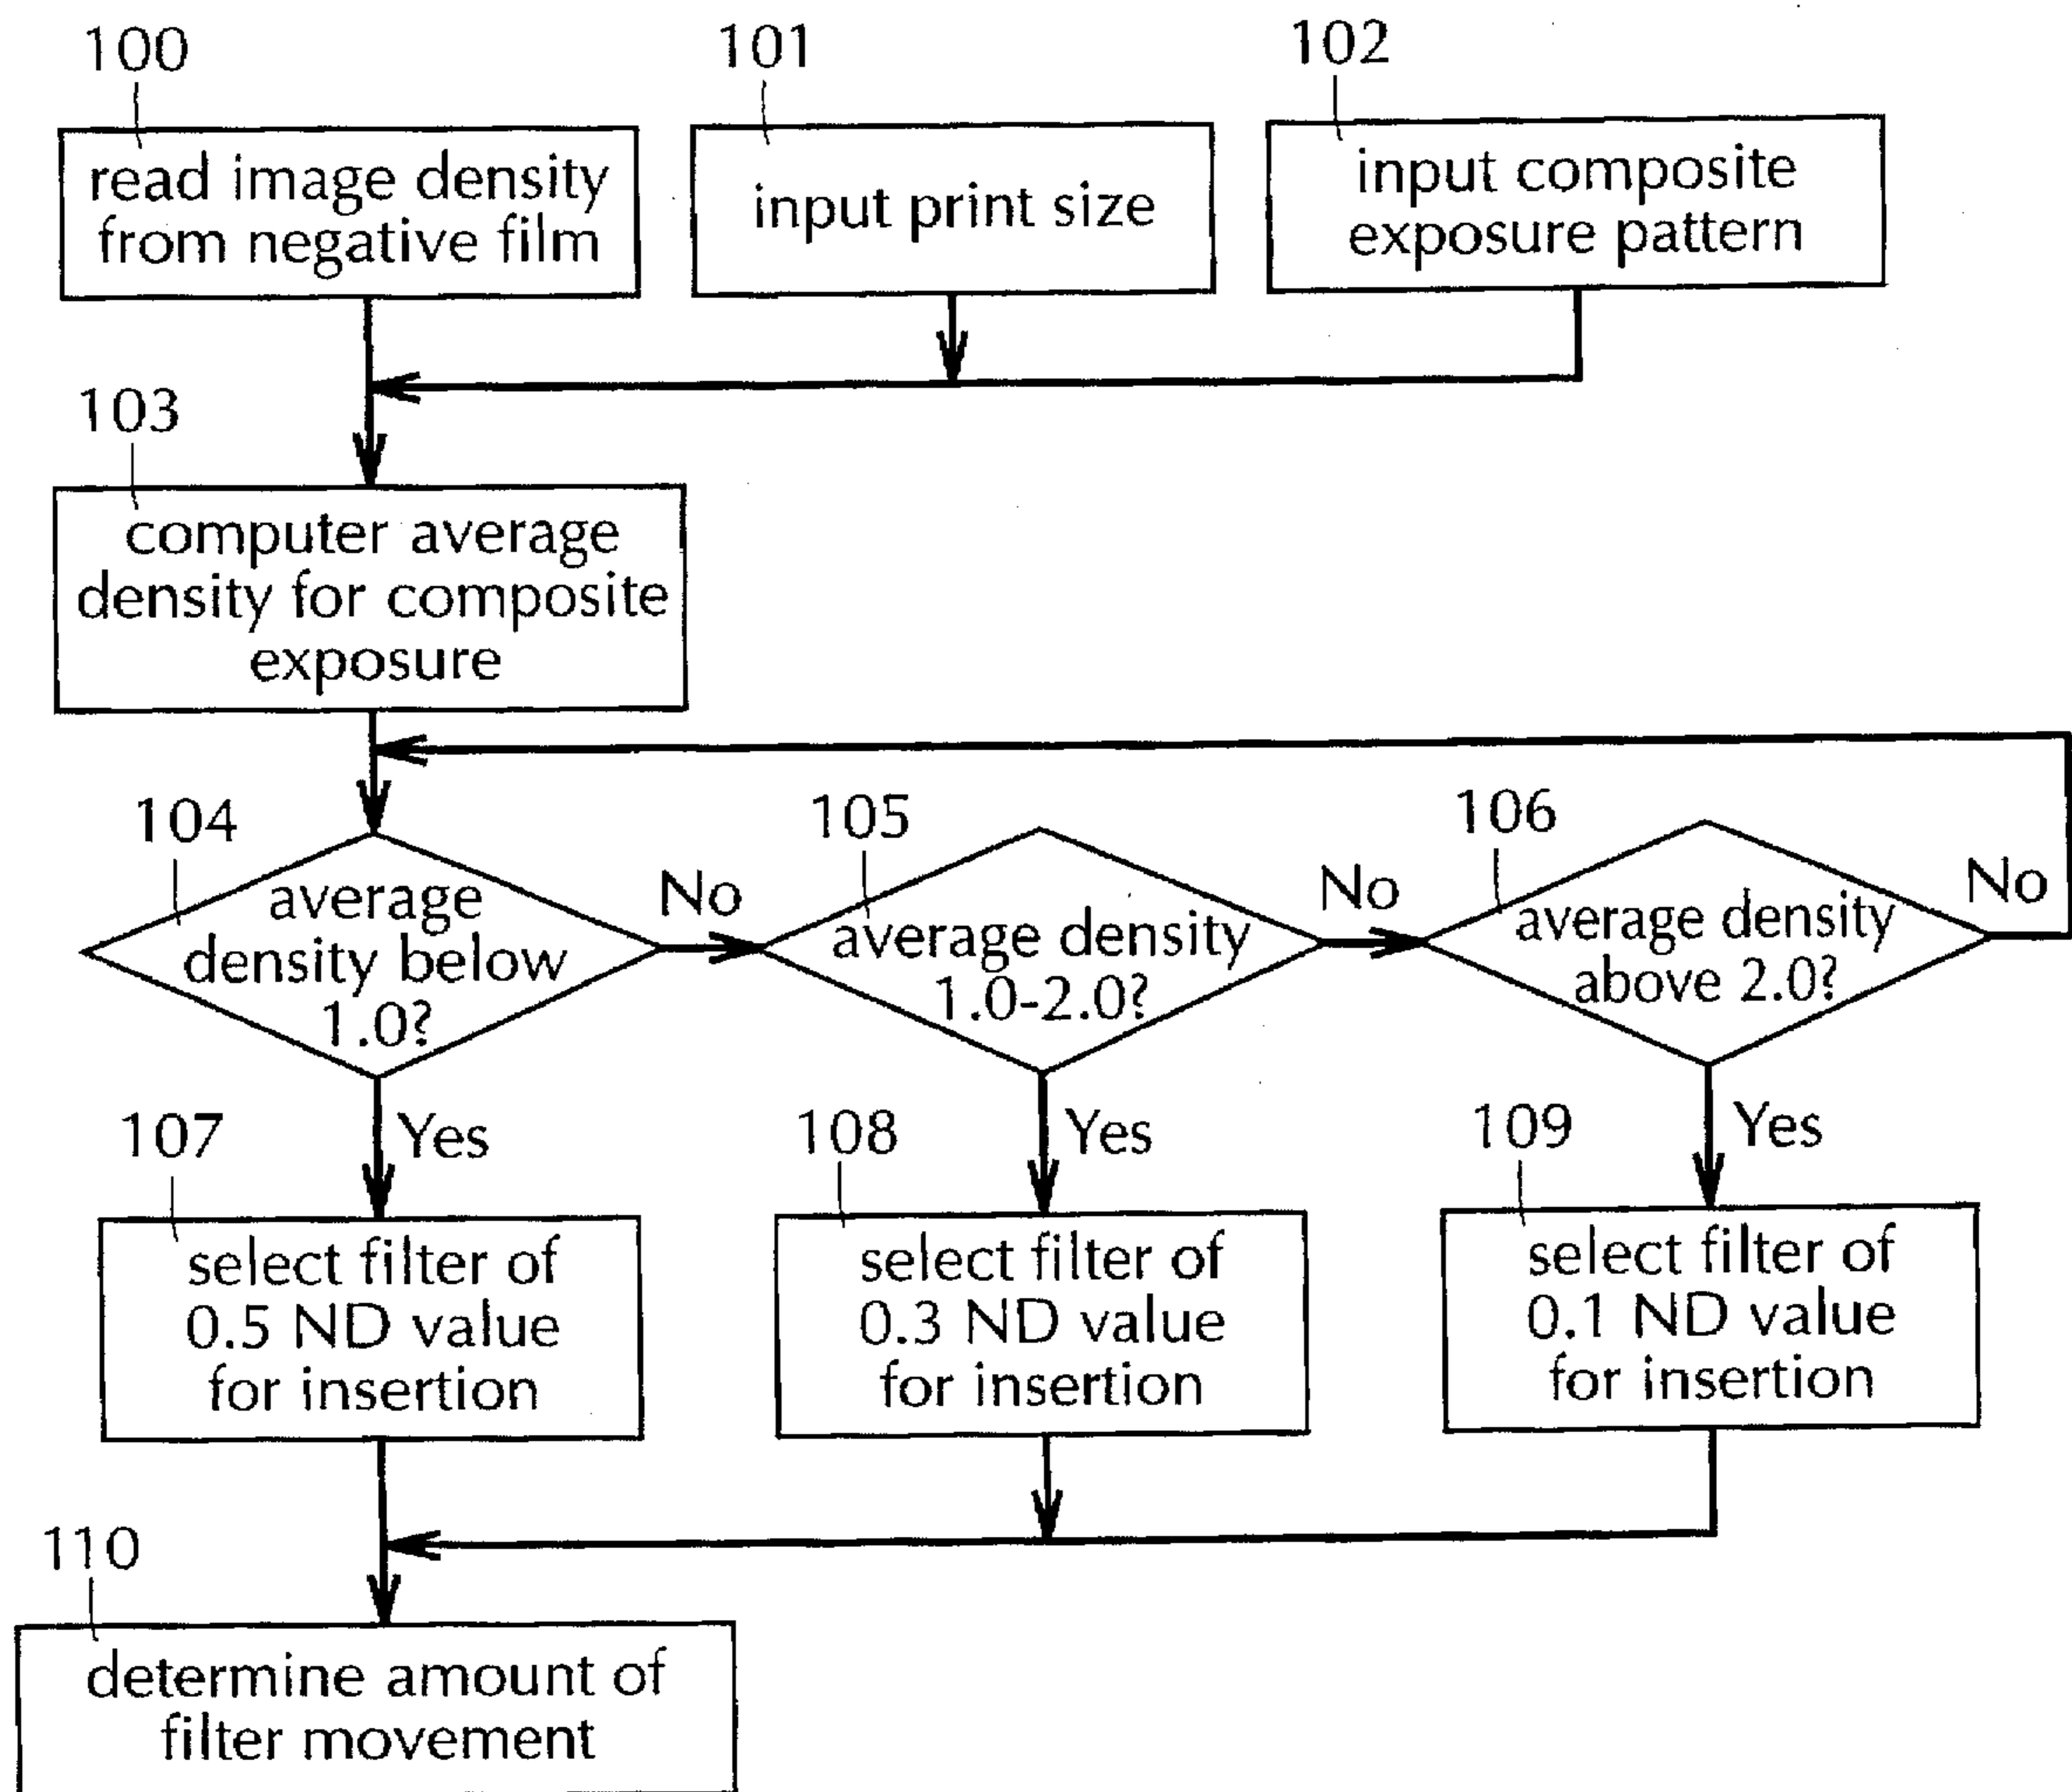 100
read image density
from negative film
101
input print size
102
input composite
exposure pattern
103
computer average
density for composite
exposure
104
average
density below
1.0?
No
105
average density
1.0-2.0?
No
106
average density
above 2.0?
No
Yes
Yes
Yes
107
select filter of
0.5 ND value
for insertion
108
select filter of
0.3 ND value
for insertion
109
select filter of
0.1 ND value
for insertion
110
determine amount of
filter movement